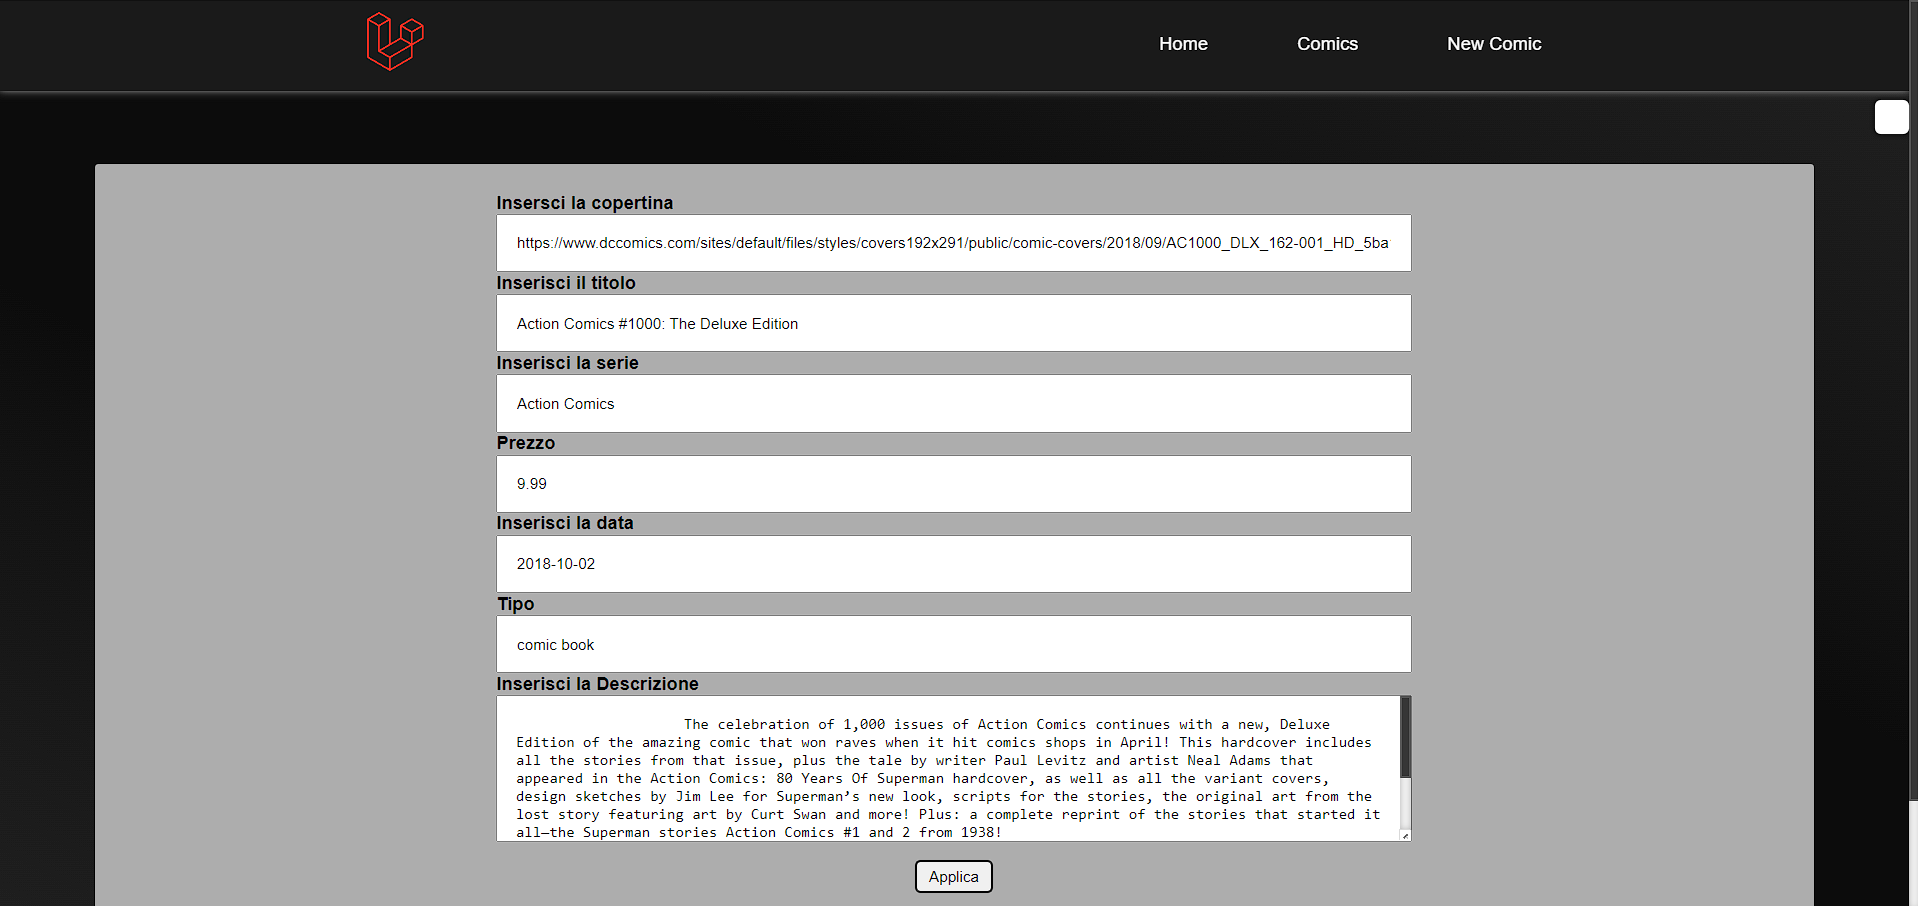 Home Comics New Comic
Insersci la copertina
https://www.dccomics.com/sites/default/files/styles/covers192x291/public/comic-covers/2018/09/AC1000_DLX_162-001_HD_5ba
Inserisci il titolo
Action Comics #1000: The Deluxe Edition
Inserisci la serie
Action Comics
Prezzo
9.99
Inserisci la data
2018-10-02
Tipo
comic book
Inserisci la Descrizione
The celebration of 1,000 issues of Action Comics continues with a new, Deluxe
Edition of the amazing comic that won raves when it hit comics shops in April! This hardcover includes
all the stories from that issue, plus the tale by writer Paul Levitz and artist Neal Adams that
appeared in the Action Comics: 80 Years Of Superman hardcover, as well as all the variant covers,
design sketches by Jim Lee for Superman’s new look, scripts for the stories, the original art from the
lost story featuring art by Curt Swan and more! Plus: a complete reprint of the stories that started it
all—the Superman stories Action Comics #1 and 2 from 1938!
Applica